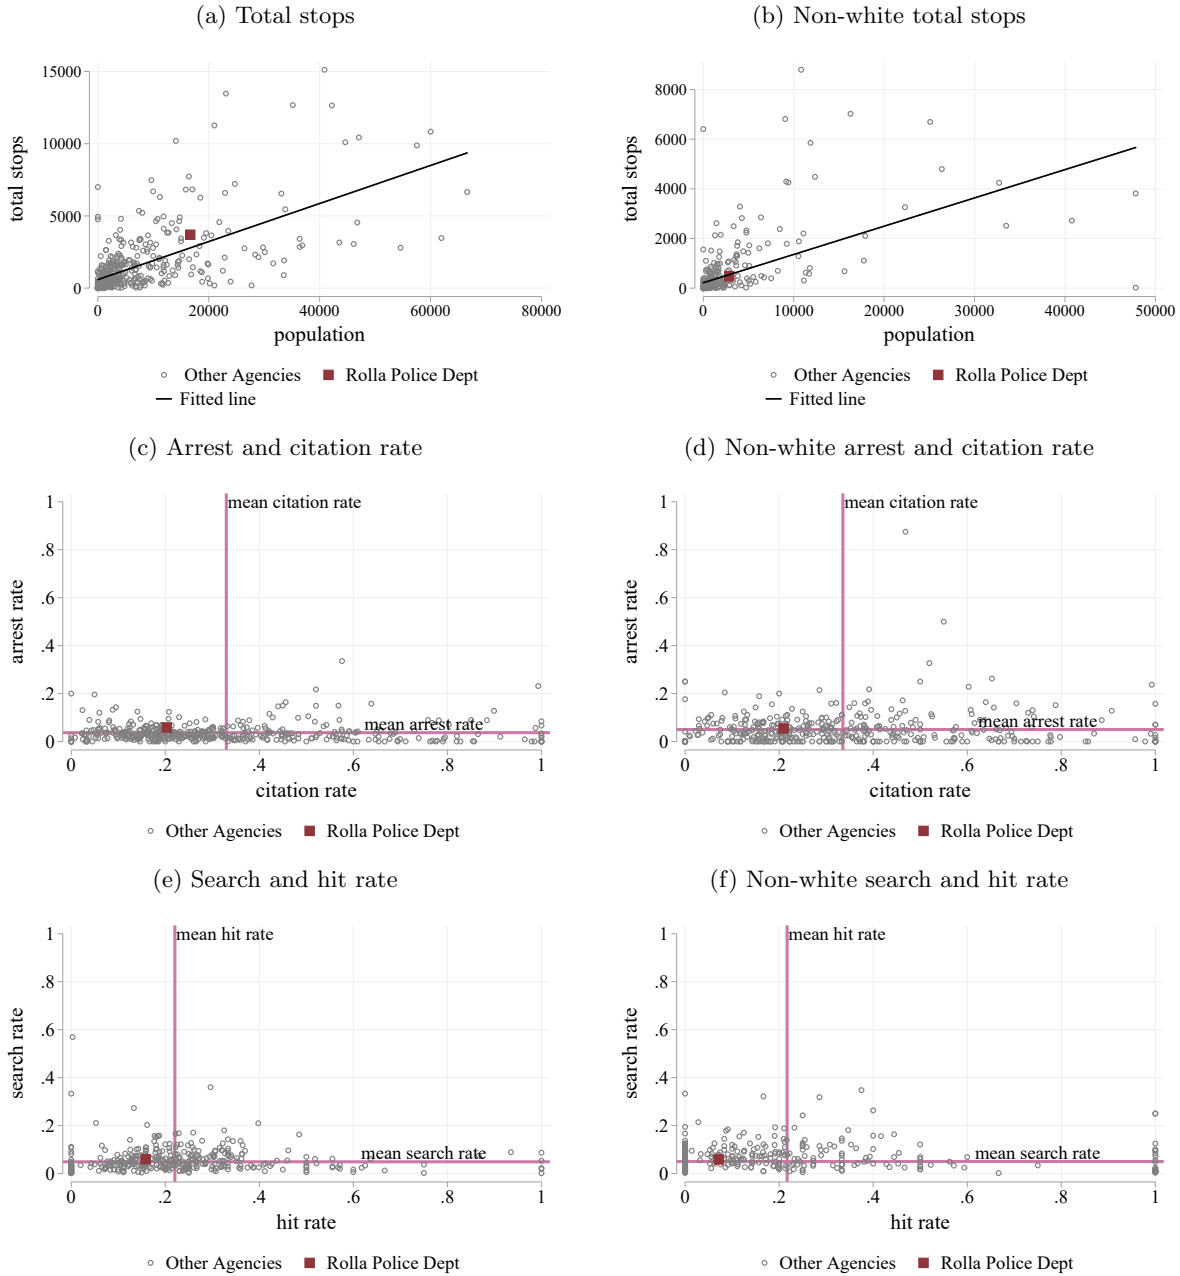 (a) Total stops
(b) Non-white total stops
total stops
15000
10000
5000
0
0 20000 40000 60000 80000
population
Other Agencies Rolla Police Dept
Fitted line
total stops
8000
6000
4000
2000
0
0 10000 20000 30000 40000 50000
population
Other Agencies Rolla Police Dept
Fitted line
(c) Arrest and citation rate
(d) Non-white arrest and citation rate
arrest rate
1
.8
.6
.4
.2
0
mean citation rate
mean arrest rate
0 .2 .4 .6 .8 1
citation rate
Other Agencies Rolla Police Dept
arrest rate
1
.8
.6
.4
.2
0
mean citation rate
mean arrest rate
0 .2 .4 .6 .8 1
citation rate
Other Agencies Rolla Police Dept
(e) Search and hit rate
(f) Non-white search and hit rate
search rate
1
.8
.6
.4
.2
0
mean hit rate
mean search rate
0 .2 .4 .6 .8 1
hit rate
Other Agencies Rolla Police Dept
search rate
1
.8
.6
.4
.2
0
mean hit rate
mean search rate
0 .2 .4 .6 .8 1
hit rate
Other Agencies Rolla Police Dept